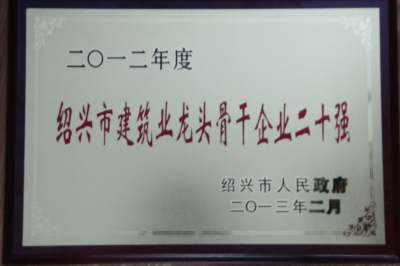 二〇一二年度
绍兴市建筑业龙头骨干企业二十强
绍兴市人民政府
二〇一三年二月